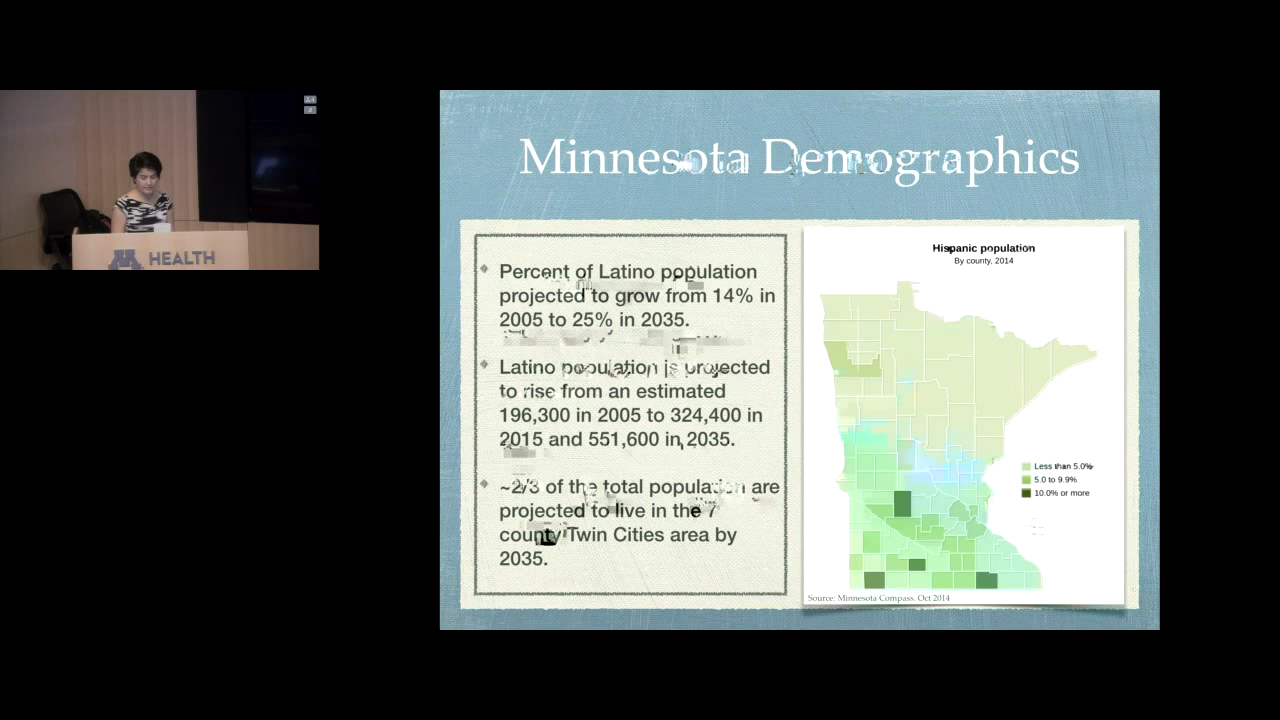 HEALTH
Minnesota Demographics
Percent of Latino population
projected to grow from 14% in
2005 to 25% in 2035.
Latino population is projected
to rise from an estimated
196,300 in 2005 to 324,400 in
2015 and 551,600 in 2035.
~2/3 of the total population are
projected to live in the 7
county Twin Cities area by
2035.
Hispanic population
By county, 2014
Less than 5.0%
5.0 to 9.9%
10.0% or more
Source: Minnesota Compass, Oct 2014